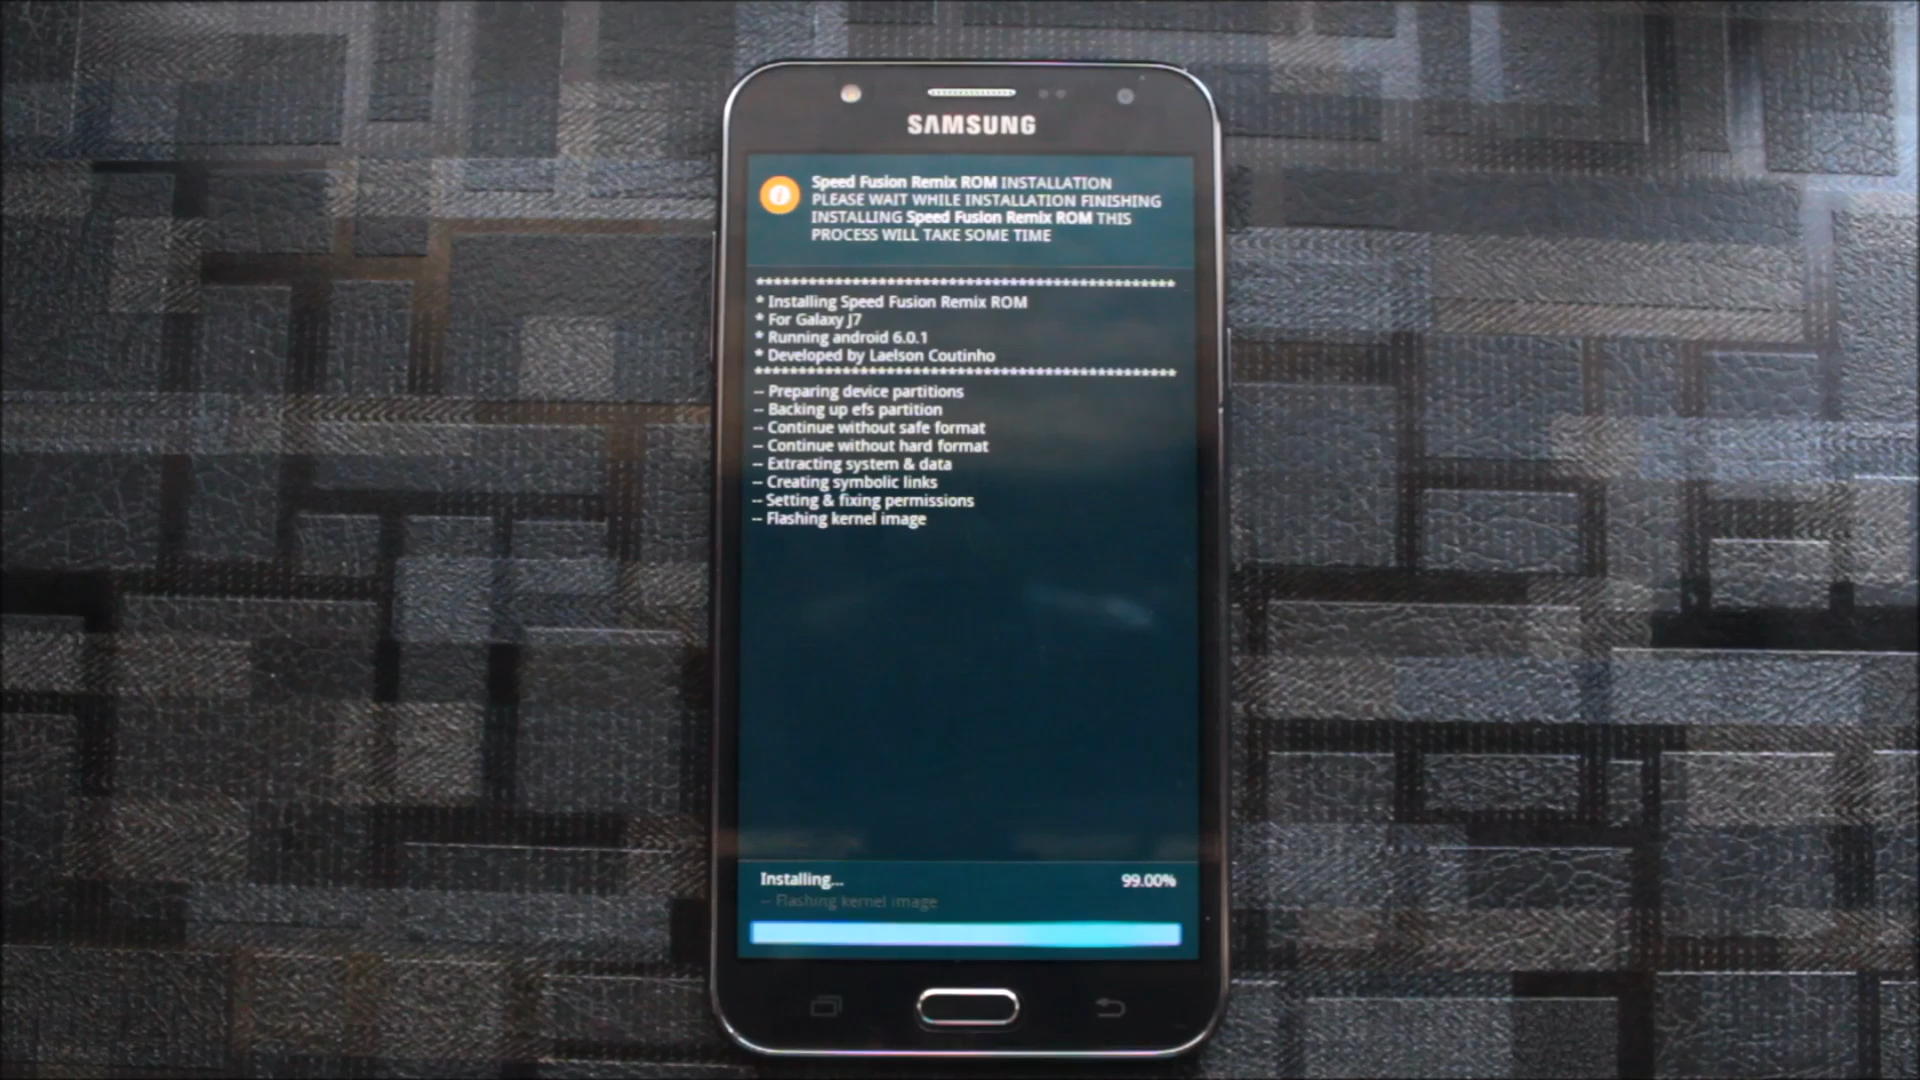 SAMSUNG
Speed Fusion Remix ROM INSTALLATION
PLEASE WAIT WHILE INSTALLATION FINISHING
INSTALLING Speed Fusion Remix ROM THIS
PROCESS WILL TAKE SOME TIME
************************************************
* Installing Speed Fusion Remix ROM
* For Galaxy J7
* Running android 6.0.1
* Developed by Laelson Coutinho
************************************************
-- Preparing device partitions
-- Backing up efs partition
-- Continue without safe format
-- Continue without hard format
-- Extracting system & data
-- Creating symbolic links
-- Setting & fixing permissions
-- Flashing kernel image
Installing... 99.00%
-- Flashing kernel image